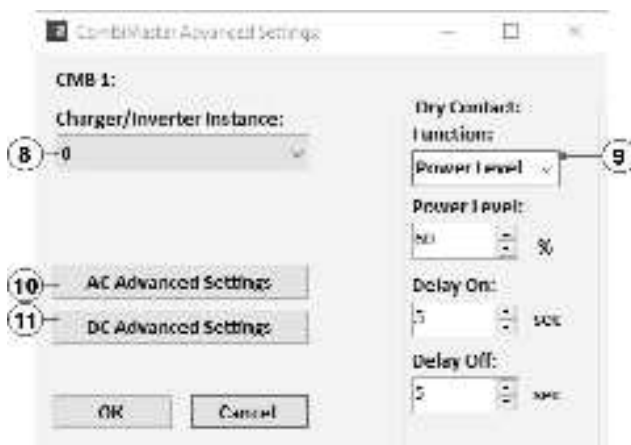 CombiMaster Advanced Settings
CMB 1:
Charger/Inverter Instance:
8
0
10
AC Advanced Settings
11
DC Advanced Settings
OK
Cancel
Dry Contact:
Function:
Power Level
9
Power Level:
%
Delay On:
5
sec
Delay Off:
5
sec